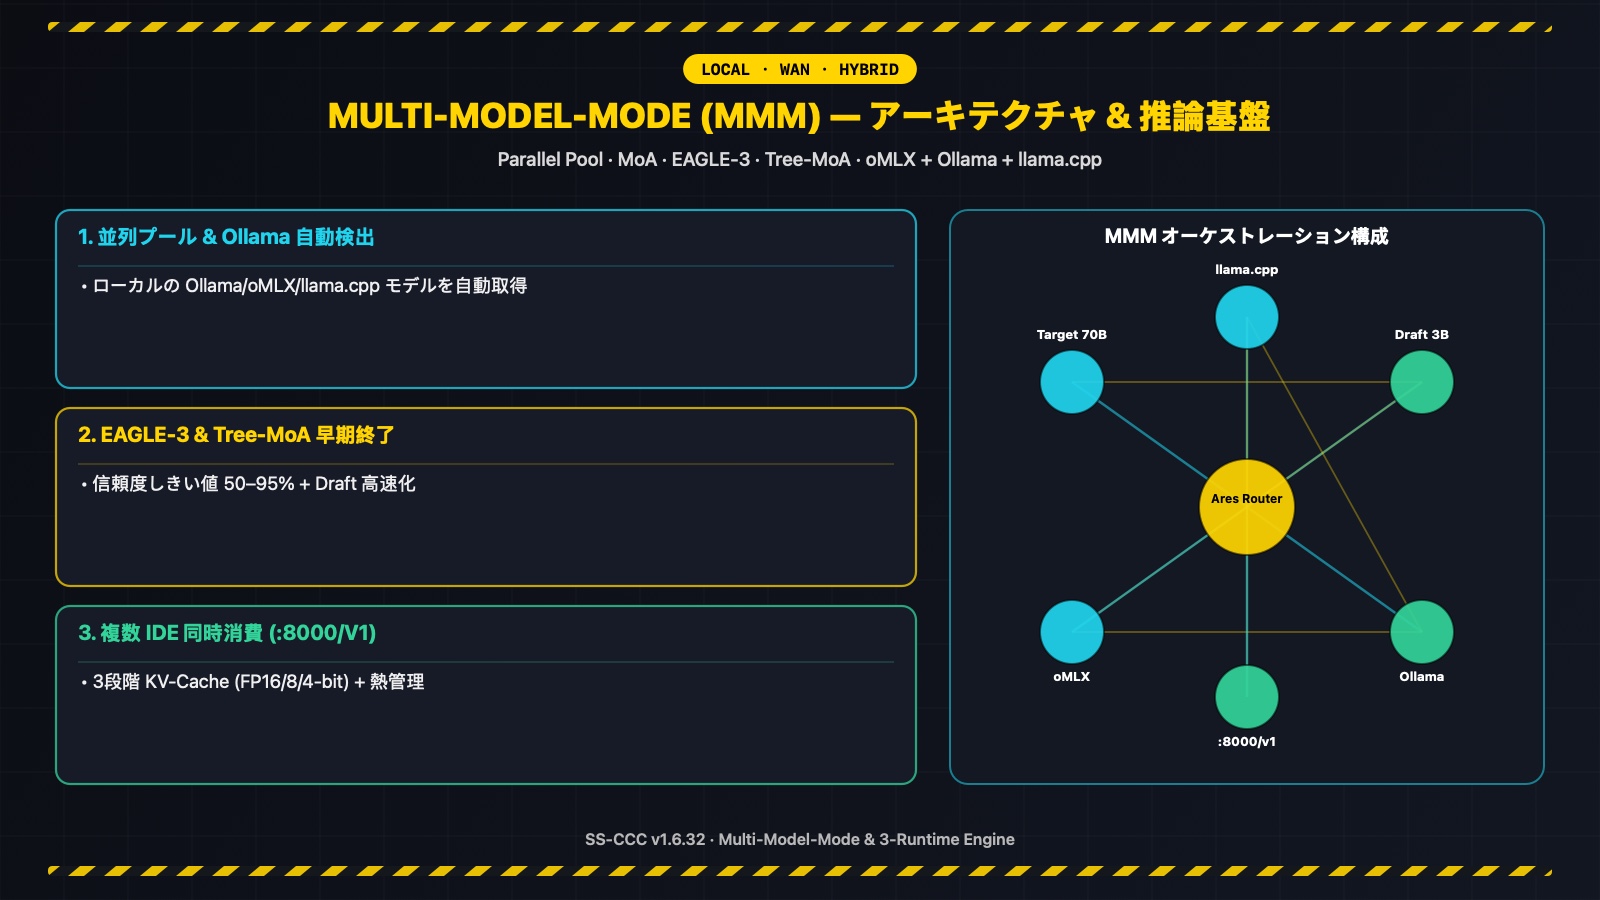 LOCAL · WAN · HYBRID
MULTI-MODEL-MODE (MMM) — アーキテクチャ & 推論基盤
Parallel Pool · MoA · EAGLE-3 · Tree-MoA · oMLX + Ollama + llama.cpp
1. 並列プール & Ollama 自動検出
• ローカルの Ollama/oMLX/llama.cpp モデルを自動取得
2. EAGLE-3 & Tree-MoA 早期終了
• 信頼度しきい値 50–95% + Draft 高速化
3. 複数 IDE 同時消費 (:8000/V1)
• 3段階 KV-Cache (FP16/8/4-bit) + 熱管理
MMM オーケストレーション構成
llama.cpp
Target 70B
Draft 3B
Ares Router
oMLX
Ollama
:8000/v1
SS-CCC v1.6.32 · Multi-Model-Mode & 3-Runtime Engine